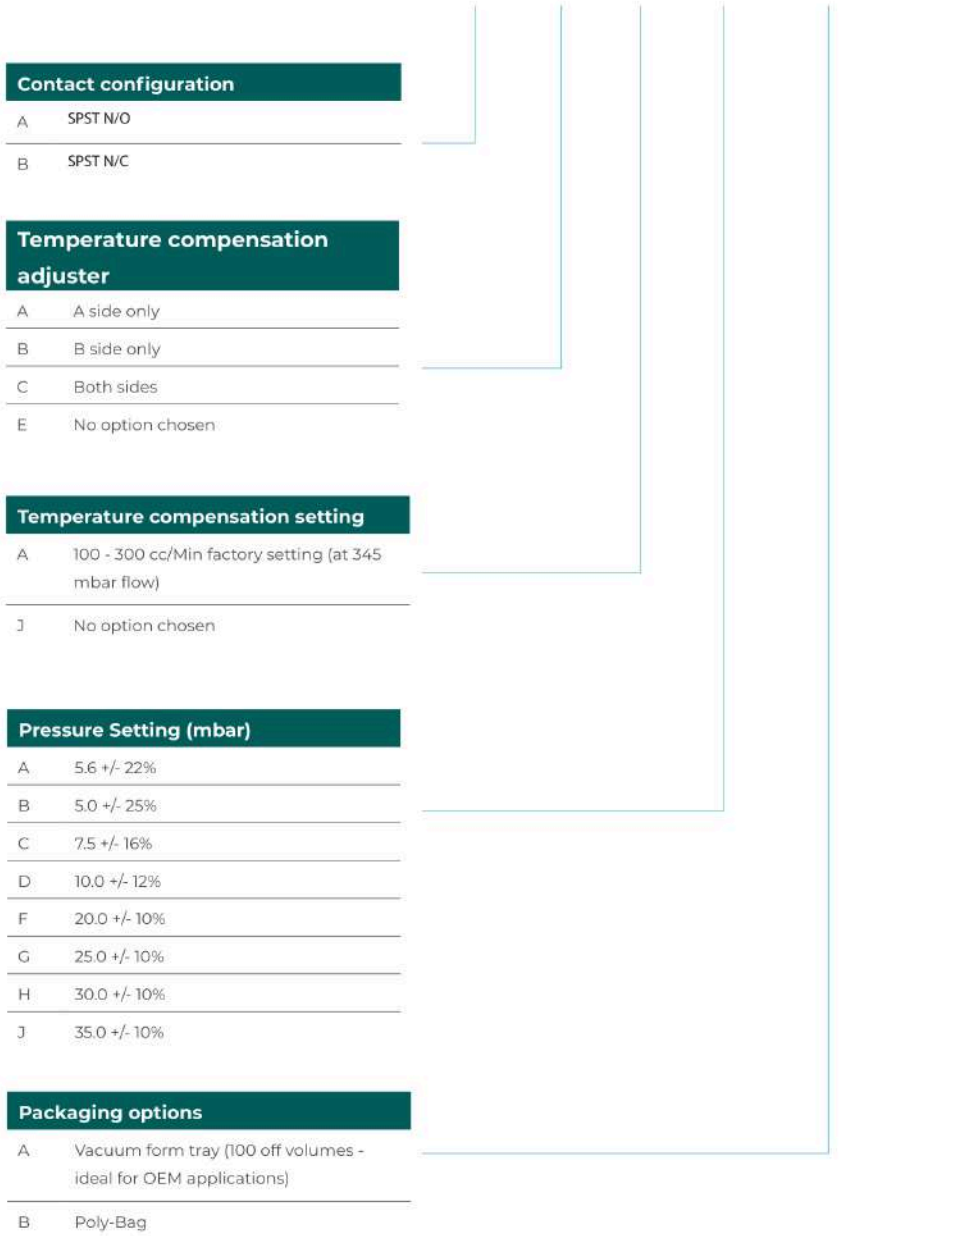 Contact configuration
A SPST N/O
B SPST N/C
Temperature compensation
adjuster
A A side only
B B side only
C Both sides
E No option chosen
Temperature compensation setting
A 100 - 300 cc/Min factory setting (at 345
mbar flow)
J No option chosen
Pressure Setting (mbar)
A 5.6 +/- 22%
B 5.0 +/- 25%
C 7.5 +/- 16%
D 10.0 +/- 12%
F 20.0 +/- 10%
G 25.0 +/- 10%
H 30.0 +/- 10%
J 35.0 +/- 10%
Packaging options
A Vacuum form tray (100 off volumes -
ideal for OEM applications)
B Poly-Bag